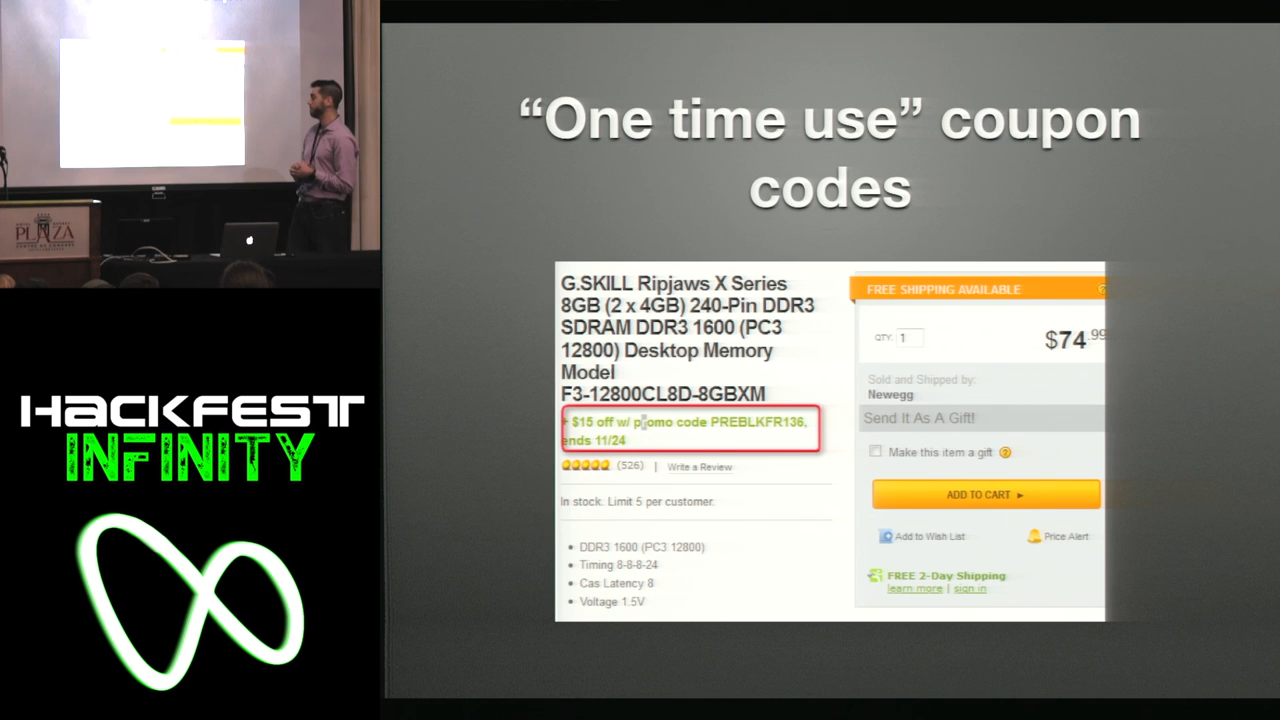 “One time use” coupon
codes
G.SKILL Ripjaws X Series
8GB (2 x 4GB) 240-Pin DDR3
SDRAM DDR3 1600 (PC3
12800) Desktop Memory
Model
F3-12800CL8D-8GBXM
$15 off w/ promo code PREBLKFR136,
ends 11/24
(526) | Write a Review
In stock. Limit 5 per customer.
• DDR3 1600 (PC3 12800)
• Timing 8-8-8-24
• Cas Latency 8
• Voltage 1.5V
FREE SHIPPING AVAILABLE
QTY: 1
$74.99
Sold and Shipped by:
Newegg
Send It As A Gift!
Make this item a gift
ADD TO CART ►
Add to Wish List
Price Alert
FREE 2-Day Shipping
learn more | sign in
PLAZA
HACKFEST
INFINITY